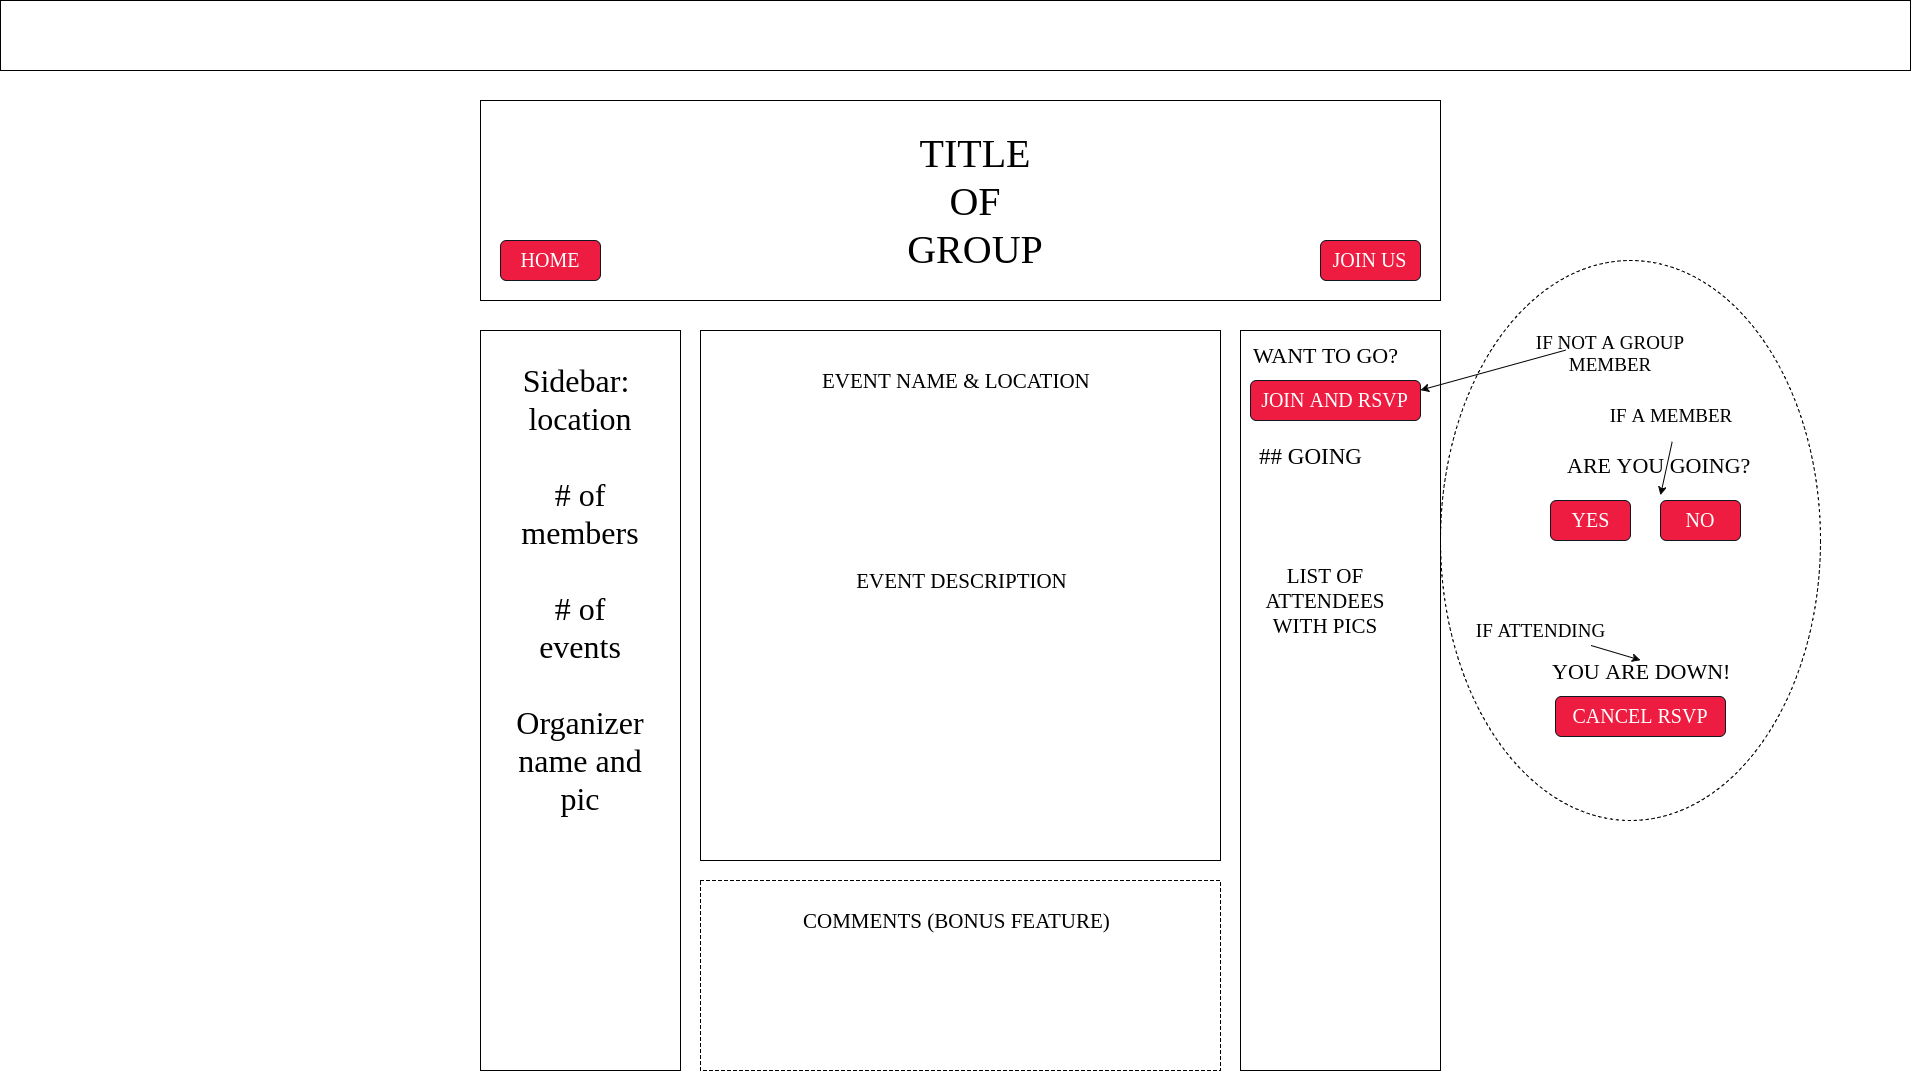 TITLE
OF
GROUP
HOME
JOIN US
Sidebar:
location
# of
members
# of
events
Organizer
name and
pic
EVENT NAME & LOCATION
EVENT DESCRIPTION
COMMENTS (BONUS FEATURE)
WANT TO GO?
JOIN AND RSVP
## GOING
LIST OF
ATTENDEES
WITH PICS
IF NOT A GROUP
MEMBER
IF A MEMBER
ARE YOU GOING?
YES
NO
IF ATTENDING
YOU ARE DOWN!
CANCEL RSVP